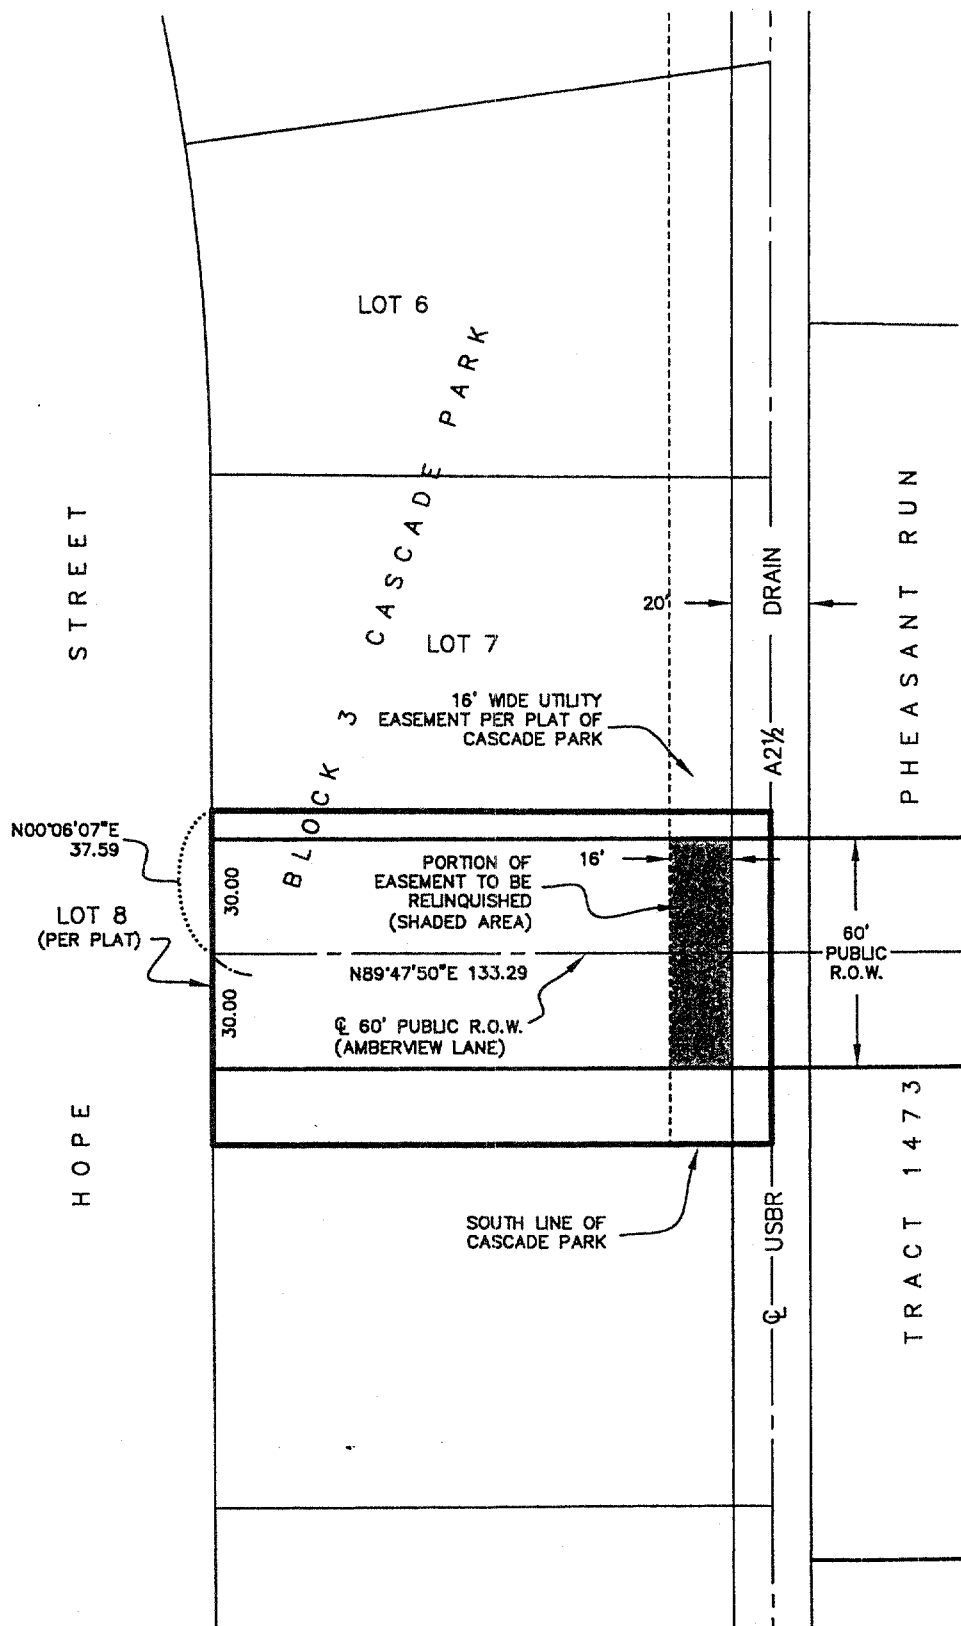 LOT 6
BLOCK 3 CASCADE PARK
STREET
HOPE
LOT 7
20'
DRAIN
A2½
USBR
℄
PHEASANT RUN
TRACT 1473
16' WIDE UTILITY
EASEMENT PER PLAT OF
CASCADE PARK
N00°06'07"E
37.59
LOT 8
(PER PLAT)
30.00
30.00
PORTION OF
EASEMENT TO BE
RELINQUISHED
(SHADED AREA)
16'
60'
PUBLIC
R.O.W.
N89°47'50"E 133.29
℄ 60' PUBLIC R.O.W.
(AMBERVIEW LANE)
SOUTH LINE OF
CASCADE PARK